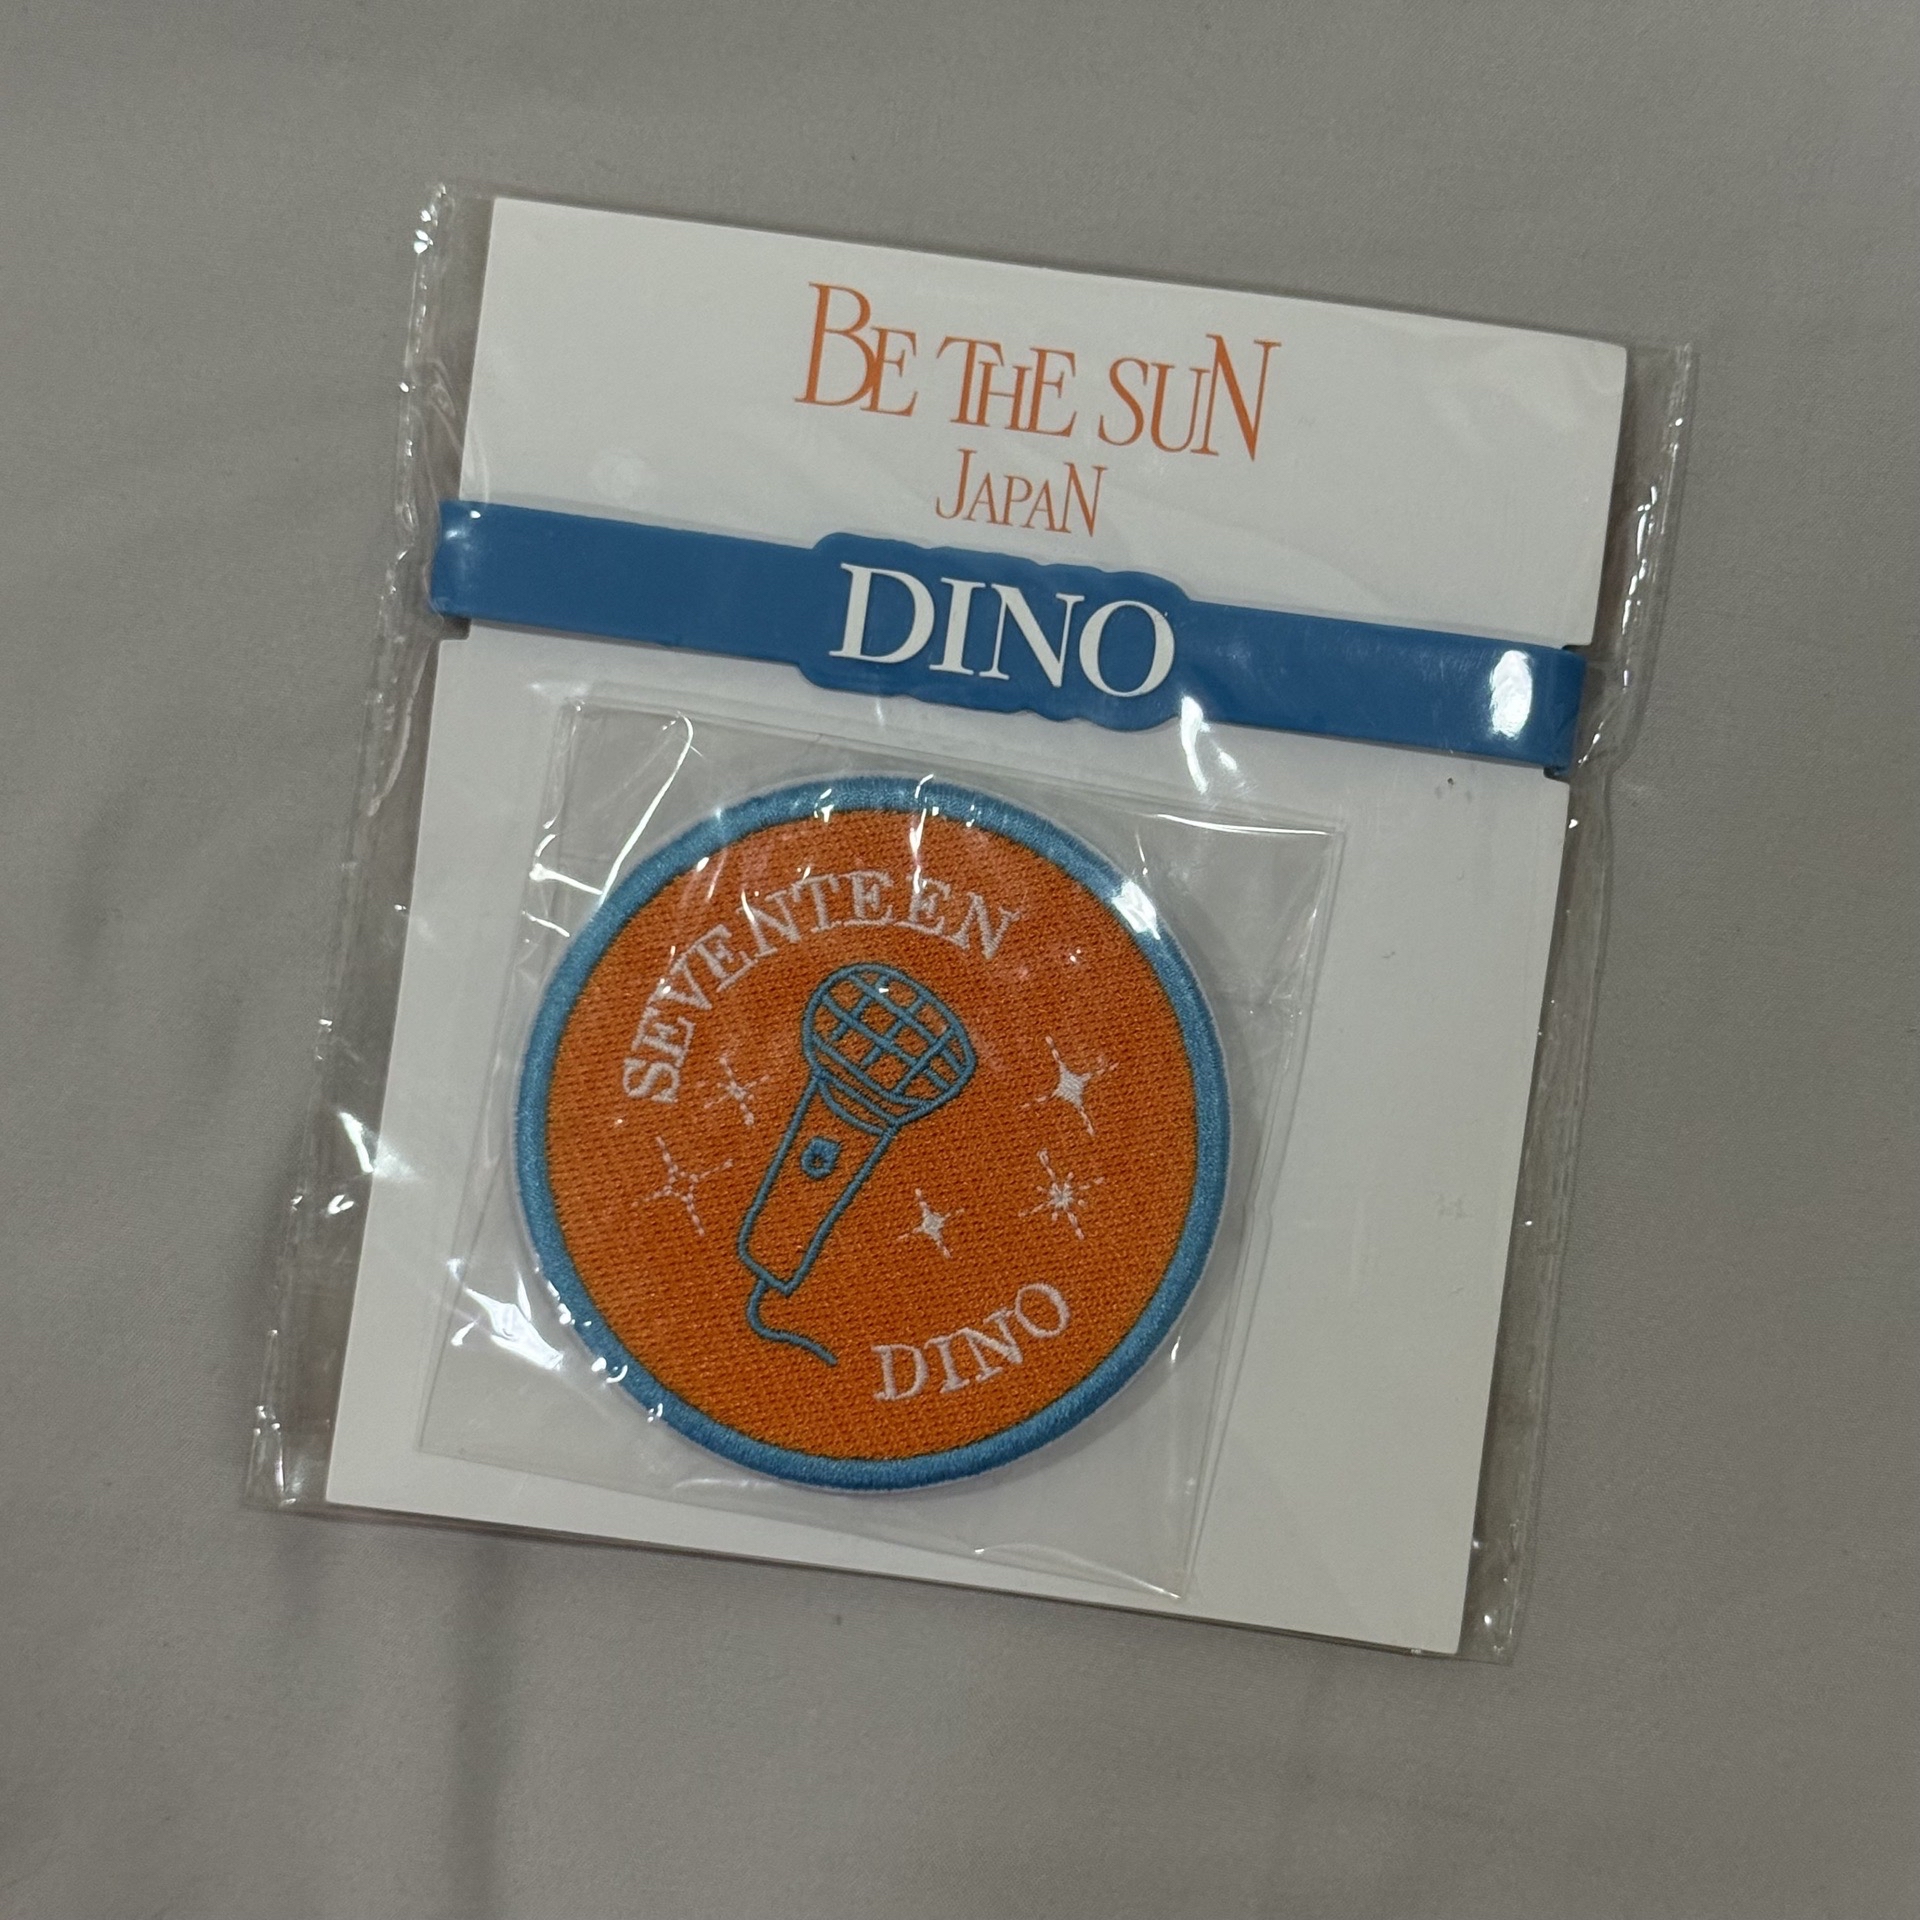 BE THE SUN
JAPAN
DINO
SEVENTEEN
DINO